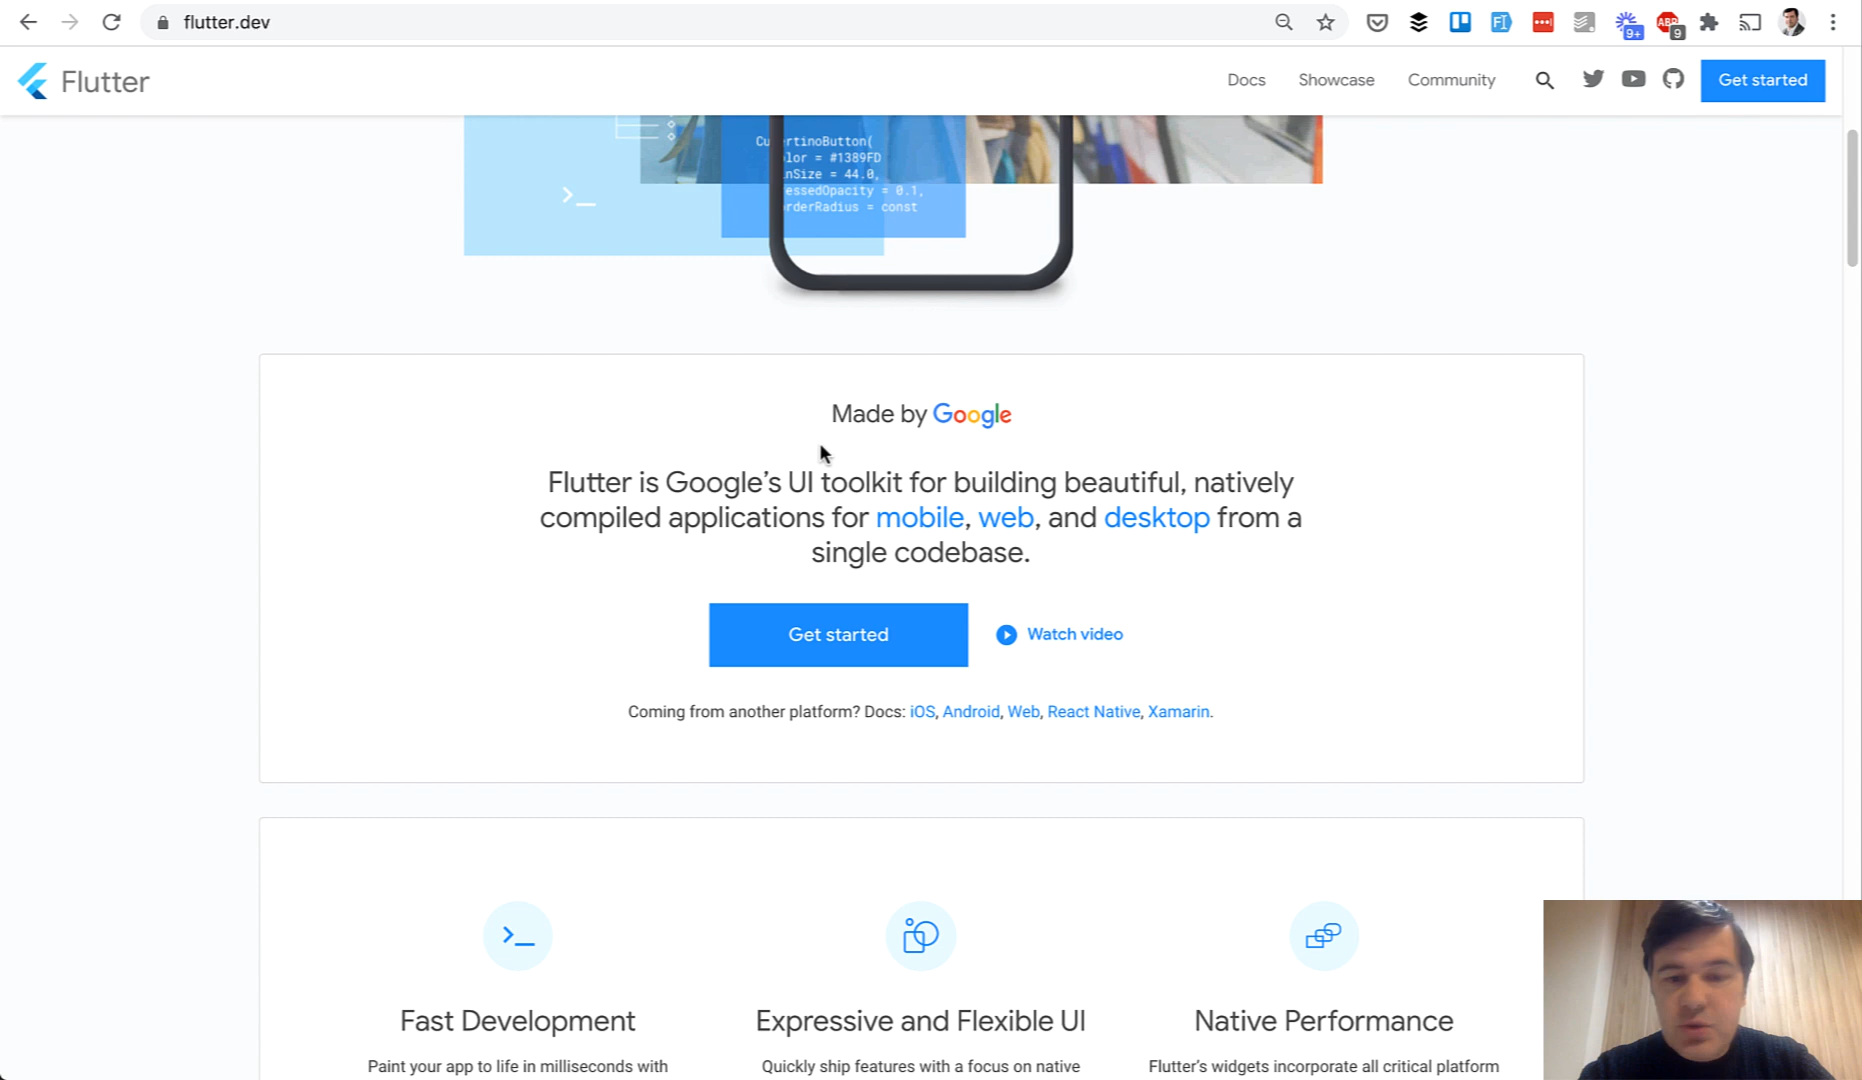 flutter.dev
9+
ABP
9
Flutter
Docs
Showcase
Community
Get started
CupertinoButton(
olor = #1389FD
inSize = 44.0,
essedOpacity = 0.1,
rderRadius = const
Made by Google
Flutter is Google's UI toolkit for building beautiful, natively
compiled applications for mobile, web, and desktop from a
single codebase.
Get started
Watch video
Coming from another platform? Docs: iOS, Android, Web, React Native, Xamarin.
Fast Development
Expressive and Flexible UI
Native Performance
Paint your app to life in milliseconds with
Quickly ship features with a focus on native
Flutter's widgets incorporate all critical platform